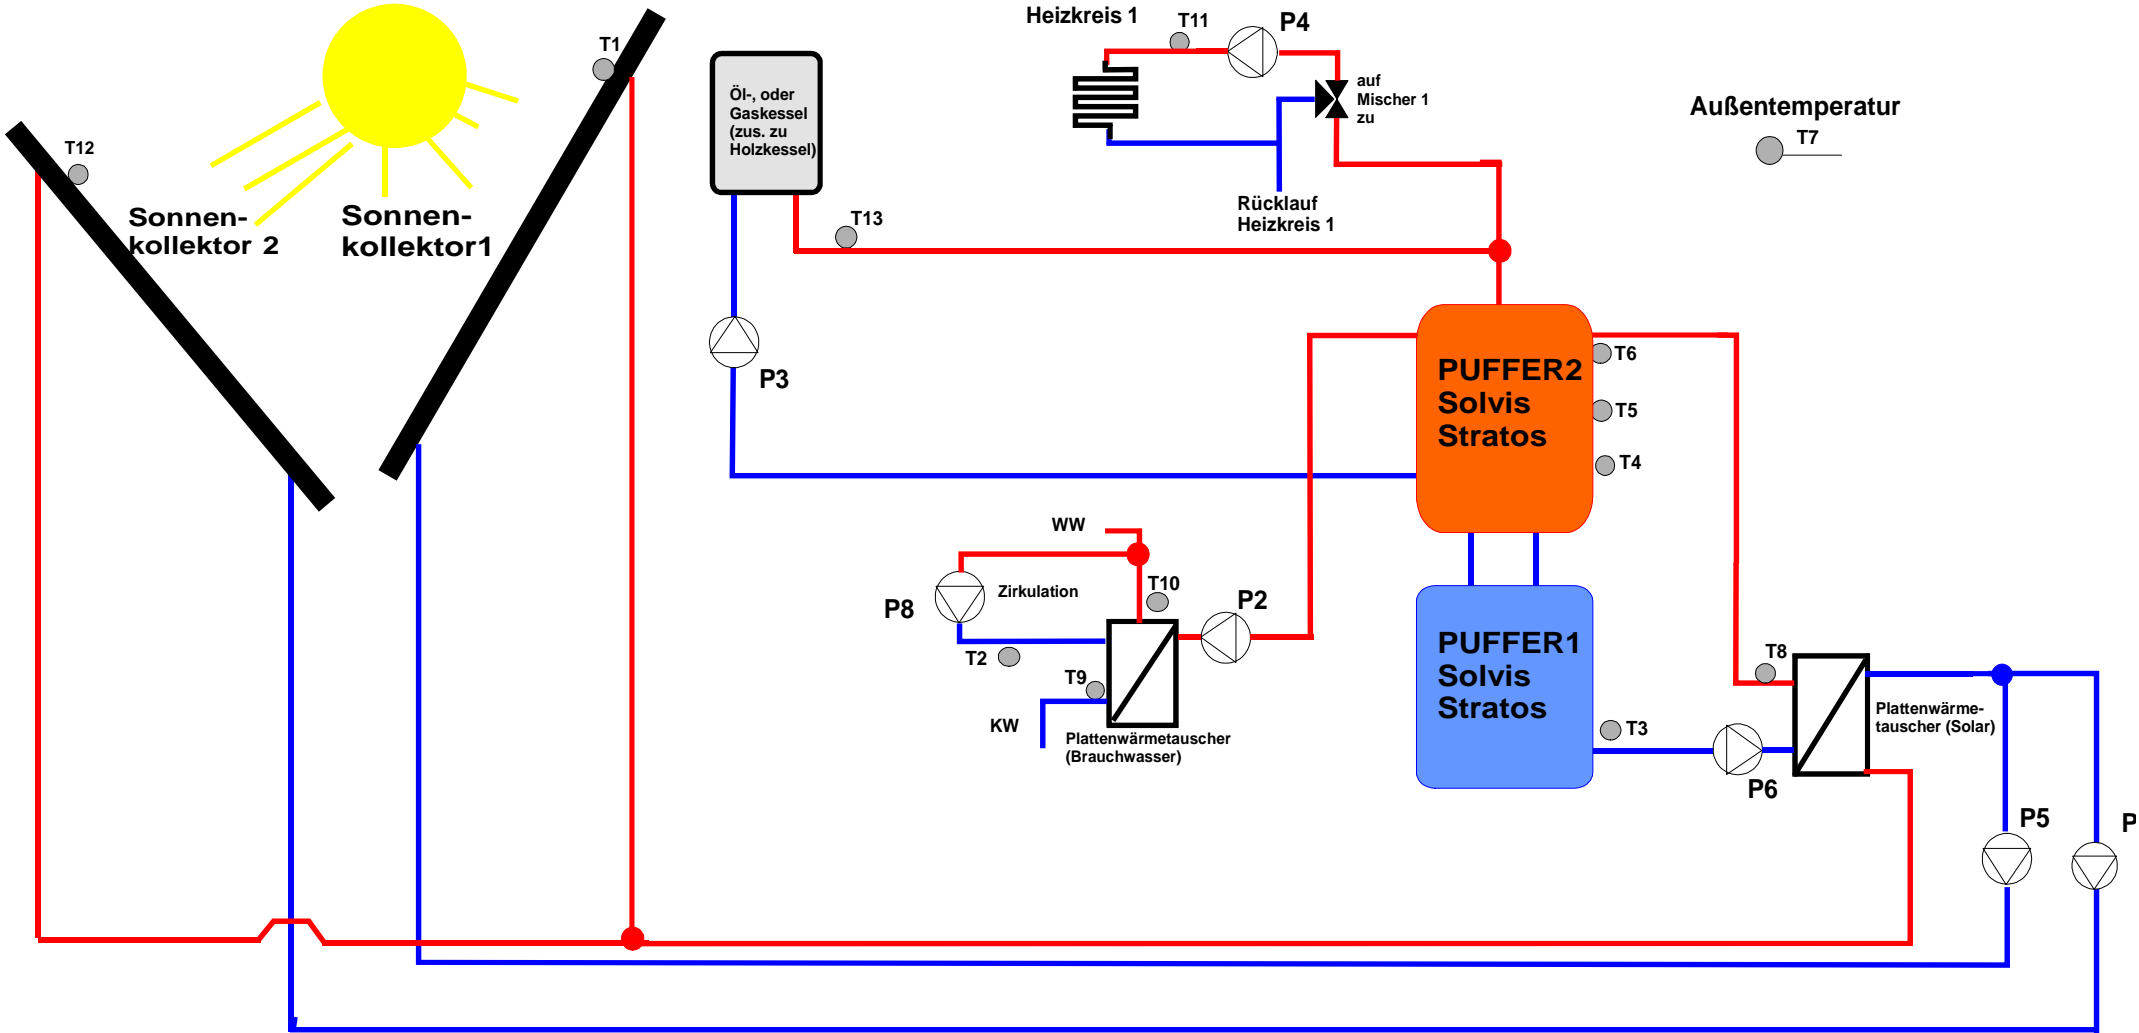 Heizkreis 1
T11
P4
T1
Öl-, oder
Gaskessel
(zus. zu
Holzkessel)
auf
Mischer 1
zu
Außentemperatur
T7
T12
Sonnen-
kollektor 2
Sonnen-
kollektor1
T13
Rücklauf
Heizkreis 1
P3
PUFFER2
Solvis
Stratos
T6
T5
T4
WW
Zirkulation
T10
P8
P2
T2
T9
KW
Plattenwärmetauscher
(Brauchwasser)
PUFFER1
Solvis
Stratos
T3
T8
Plattenwärme-
tauscher (Solar)
P6
P5
P